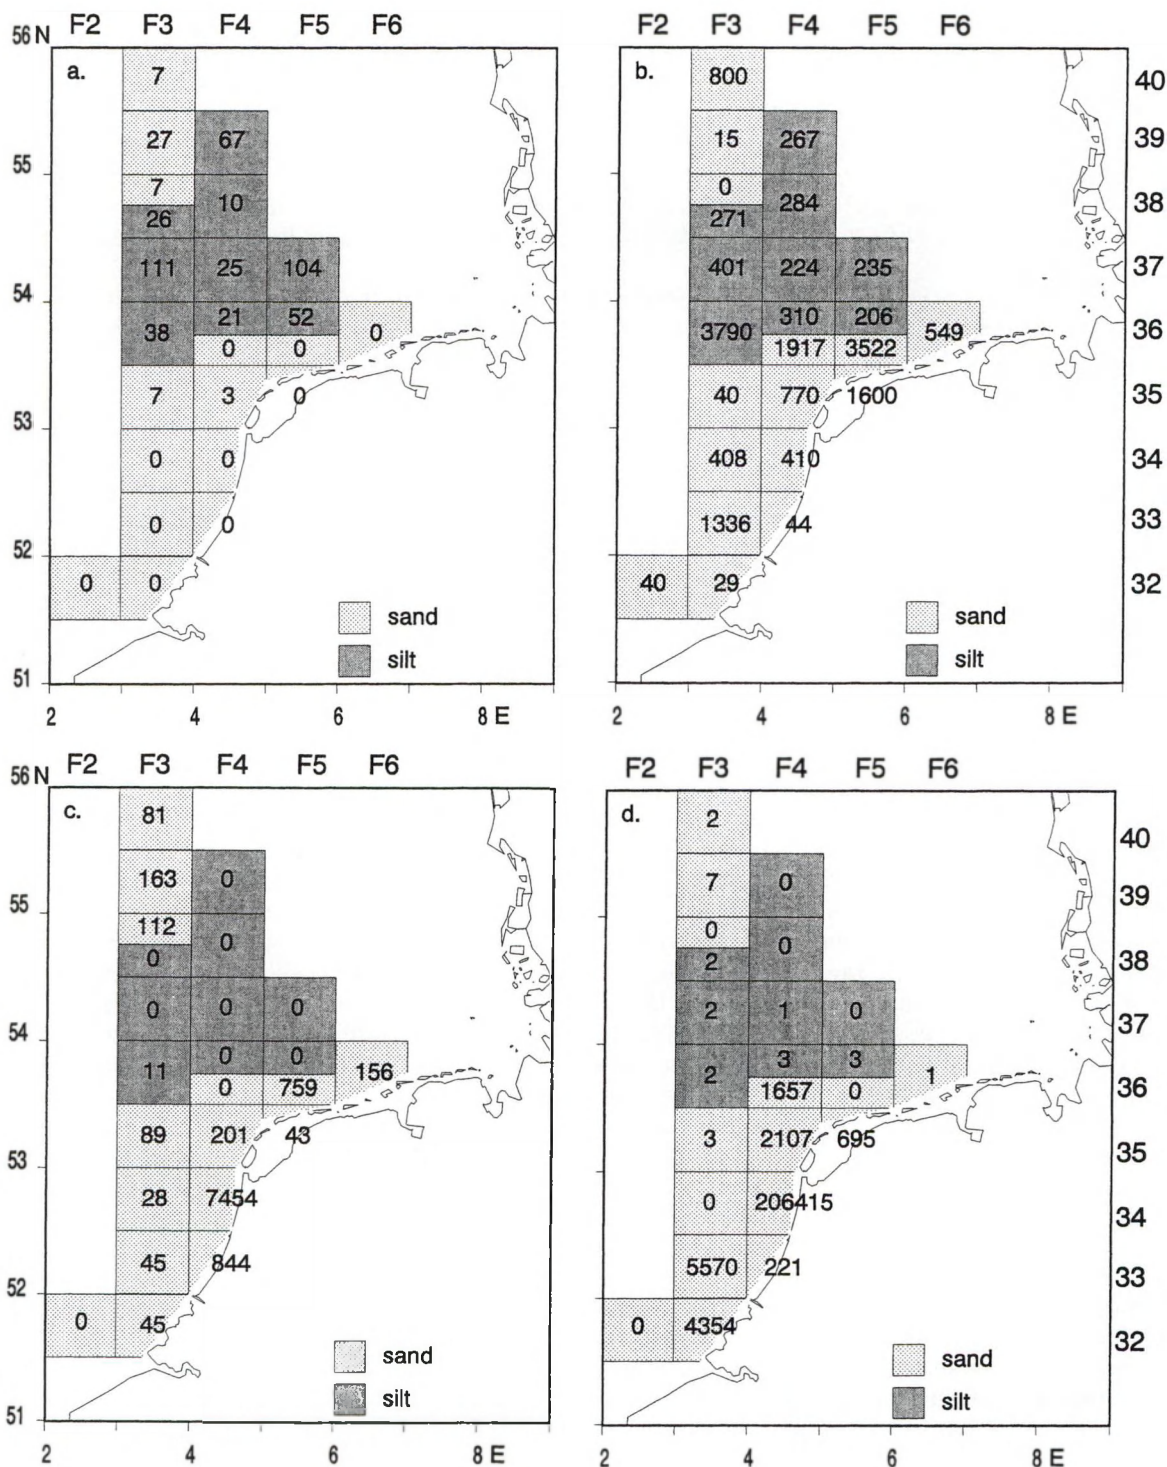 F2 F3 F4 F5 F6
56 N
a.
7
27 67
55
7
10
26
111 25 104
54
21 52
38 0
0 0
7 3 0
53
0 0
0 0
52
0 0
sand
silt
51
2 4 6 8 E
F2 F3 F4 F5 F6
b.
800 40
15 267 39
0
284 38
271
401 224 235 37
310 206
3790 549 36
1917 3522
40 770 1600 35
408 410 34
1336 44 33
40 29 32
sand
silt
2 4 6 8 E
F2 F3 F4 F5 F6
56 N
c.
81
163 0
55
112
0
0
0 0 0
54
0 0
11 156
0 759
89 201 43
53
28 7454
45 844
52
0 45
sand
silt
51
2 4 6 8 E
F2 F3 F4 F5 F6
d.
2 40
7 0 39
0
0
2 38
2 1 0 37
3 3
2 1 36
1657 0
3 2107 695 35
0 206415 34
5570 221 33
0 4354 32
sand
silt
2 4 6 8 E